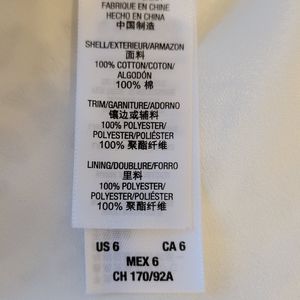 FABRIQUE EN CHINE
HECHO EN CHINA
中国制造
SHELL/EXTERIEUR/ARMAZON
面料
100% COTTON/COTON/
ALGODÓN
100% 棉
TRIM/GARNITURE/ADORNO
镶边或辅料
100% POLYESTER/
POLYESTER/POLIÉSTER
100% 聚酯纤维
LINING/DOUBLURE/FORRO
里料
100% POLYESTER/
POLYESTER/POLIÉSTER
100% 聚酯纤维
US 6 CA 6
MEX 6
CH 170/92A